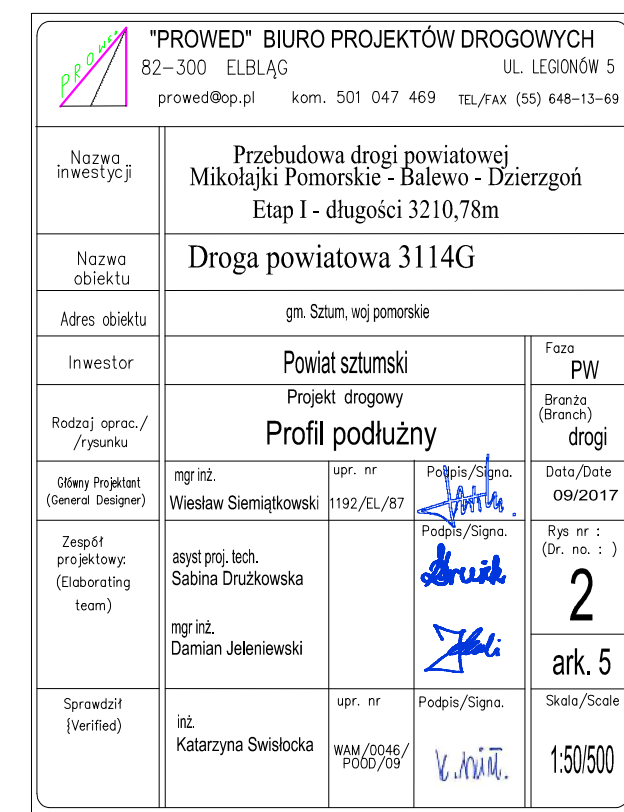 PROWE.
"PROWED" BIURO PROJEKTÓW DROGOWYCH
82-300 ELBLĄG UL. LEGIONÓW 5
prowed@op.pl kom. 501 047 469 TEL/FAX (55) 648-13-69
Nazwa
inwestycji
Przebudowa drogi powiatowej
Mikołajki Pomorskie - Balewo - Dzierzgoń
Etap I - długości 3210,78m
Nazwa
obiektu
Droga powiatowa 3114G
Adres obiektu
gm. Sztum, woj pomorskie
Inwestor
Powiat sztumski
Faza
PW
Rodzaj oprac./
/rysunku
Projekt drogowy
Profil podłużny
Branża
(Branch)
drogi
Główny Projektant
(General Designer)
mgr inż.
Wiesław Siemiątkowski
upr. nr
1192/EL/87
Podpis/Signa.
Data/Date
09/2017
Zespół
projektowy:
(Elaborating
team)
asyst proj. tech.
Sabina Drużkowska
mgr inż.
Damian Jeleniewski
Podpis/Signa.
Rys nr :
(Dr. no. : )
2
ark. 5
Sprawdził
{Verified)
inż.
Katarzyna Swisłocka
upr. nr
WAM/0046/
POOD/09
Podpis/Signa.
Skala/Scale
1:50/500